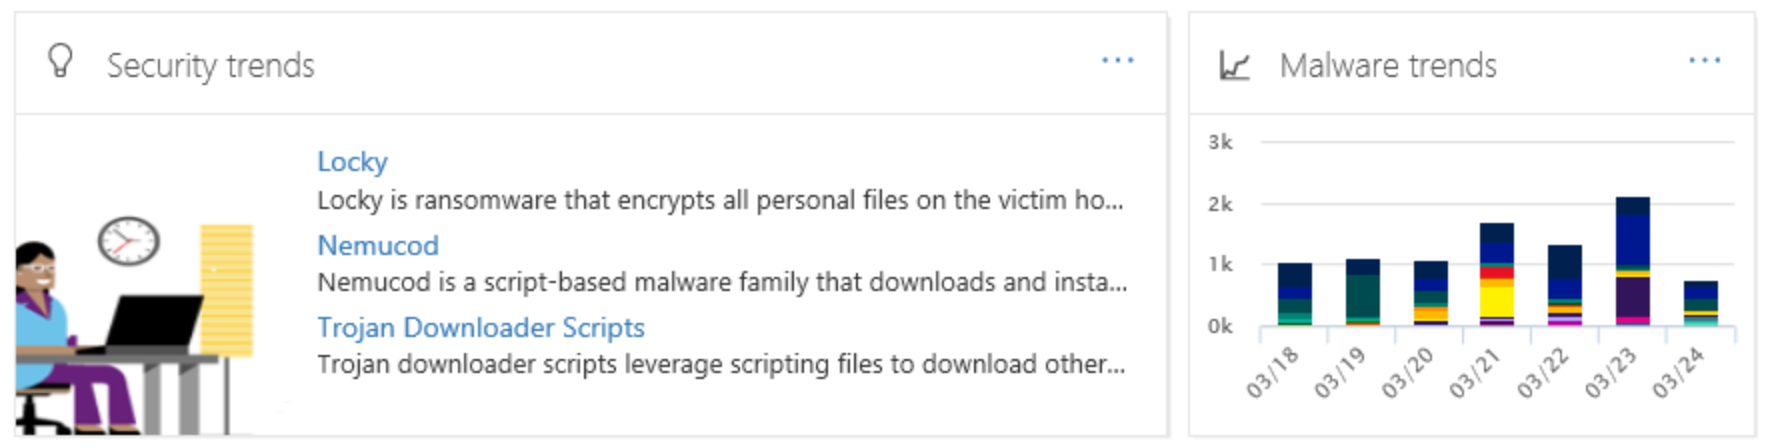 Security trends
...
Locky
Locky is ransomware that encrypts all personal files on the victim ho...
Nemucod
Nemucod is a script-based malware family that downloads and insta...
Trojan Downloader Scripts
Trojan downloader scripts leverage scripting files to download other...
Malware trends
...
3k
2k
1k
0k
03/18
03/19
03/20
03/21
03/22
03/23
03/24